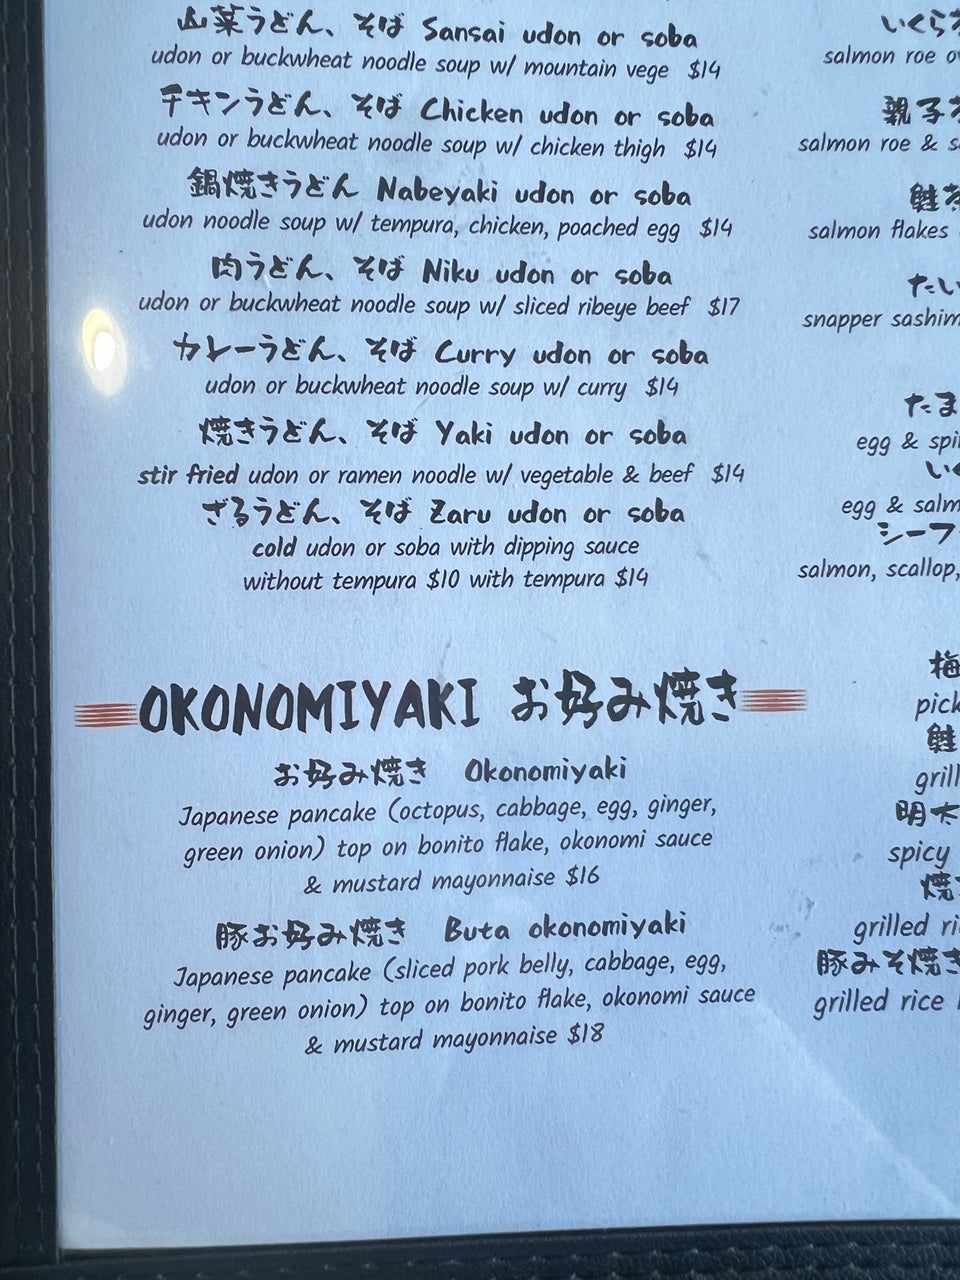 山菜うどん、そば Sansai udon or soba
udon or buckwheat noodle soup w/ mountain vege $14
チキンうどん、そば Chicken udon or soba
udon or buckwheat noodle soup w/ chicken thigh $14
鍋焼きうどん Nabeyaki udon or soba
udon noodle soup w/ tempura, chicken, poached egg $14
肉うどん、そば Niku udon or soba
udon or buckwheat noodle soup w/ sliced ribeye beef $17
カレーうどん、そば Curry udon or soba
udon or buckwheat noodle soup w/ curry $14
焼きうどん、そば Yaki udon or soba
stir fried udon or ramen noodle w/ vegetable & beef $14
ざるうどん、そば Zaru udon or soba
cold udon or soba with dipping sauce
without tempura $10 with tempura $14
OKONOMIYAKI お好み焼き
お好み焼き Okonomiyaki
Japanese pancake (octopus, cabbage, egg, ginger,
green onion) top on bonito flake, okonomi sauce
& mustard mayonnaise $16
豚お好み焼き Buta okonomiyaki
Japanese pancake (sliced pork belly, cabbage, egg,
ginger, green onion) top on bonito flake, okonomi sauce
& mustard mayonnaise $18
いくら
salmon roe
親子
salmon roe &
鮭
salmon flakes
たい
snapper
たま
egg &
egg &
シーフ
salmon, scallop,
梅
鮭
明太
spicy
焼
grilled
豚みそ焼き
grilled rice